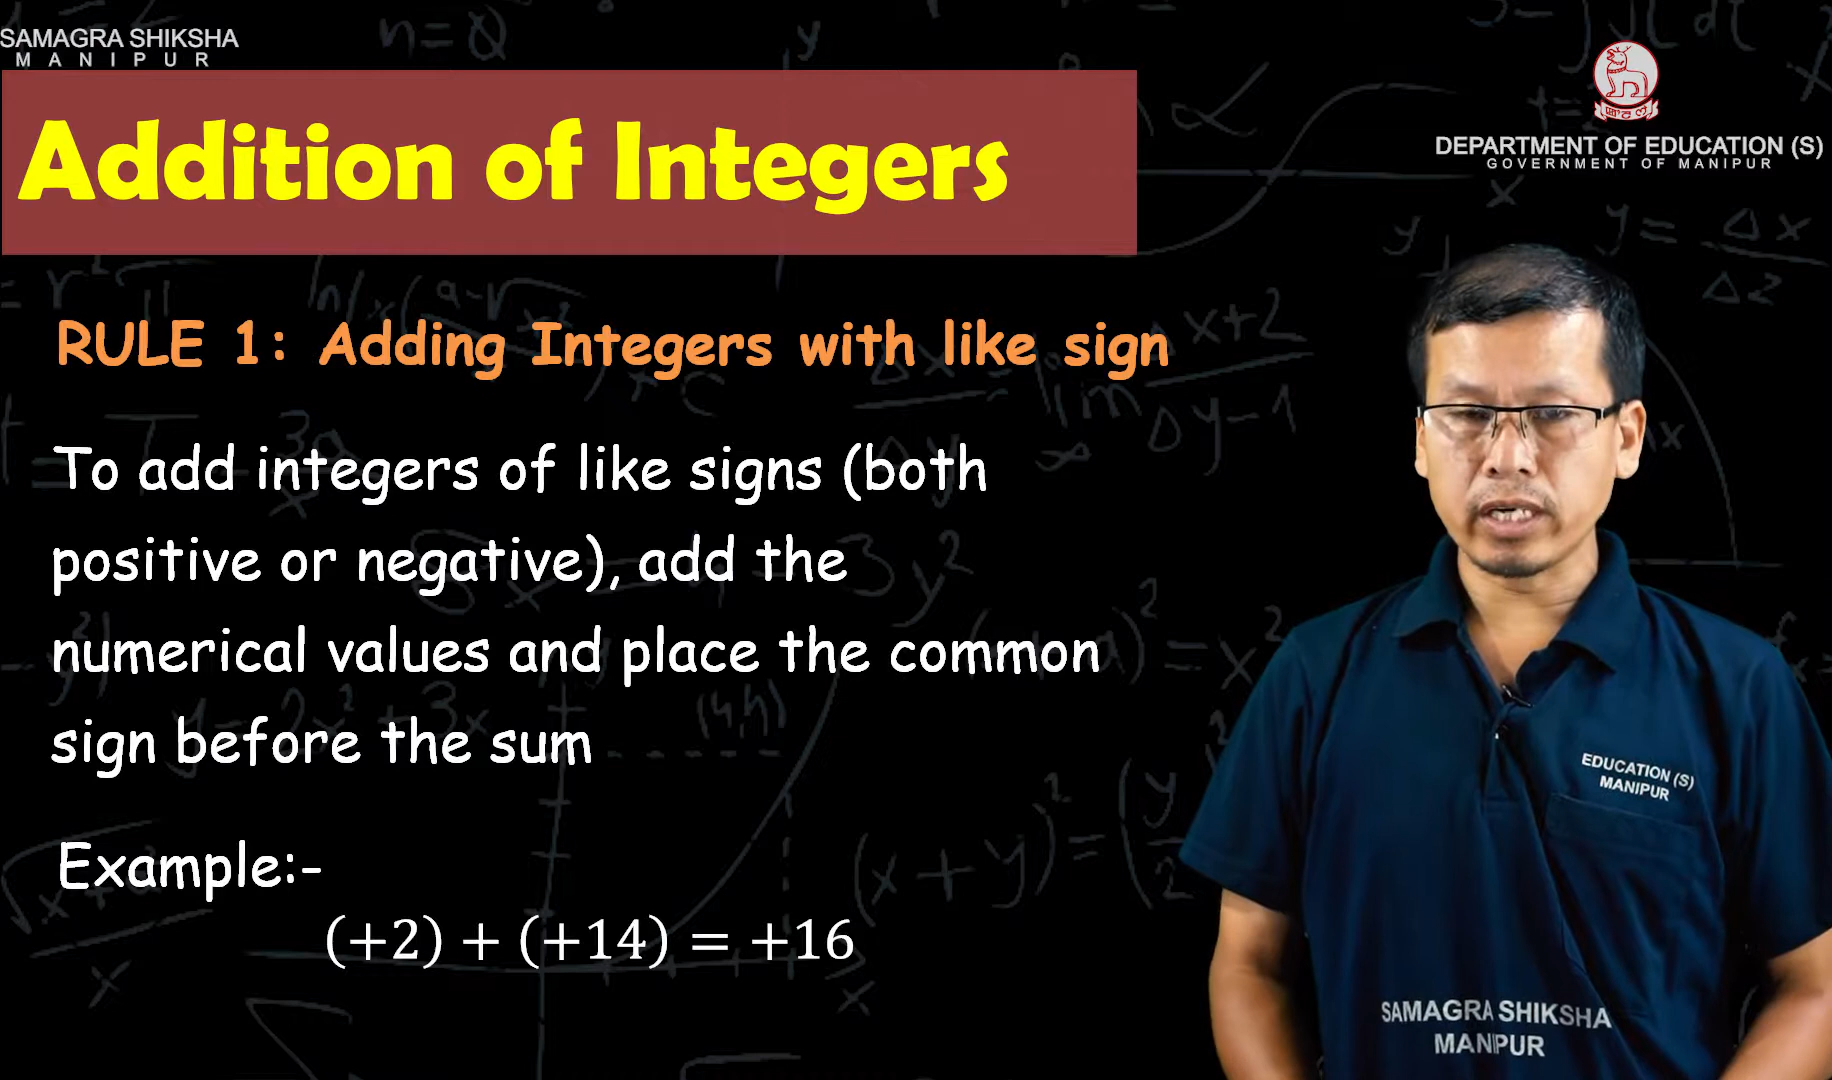 SAMAGRA SHIKSHA
MANIPUR
Addition of Integers
DEPARTMENT OF EDUCATION (S)
GOVERNMENT OF MANIPUR
RULE 1: Adding Integers with like sign
To add integers of like signs (both
positive or negative), add the
numerical values and place the common
sign before the sum
Example:-
(+2) + (+14) = +16
EDUCATION (S)
MANIPUR
SAMAGRA SHIKSHA
MANIPUR